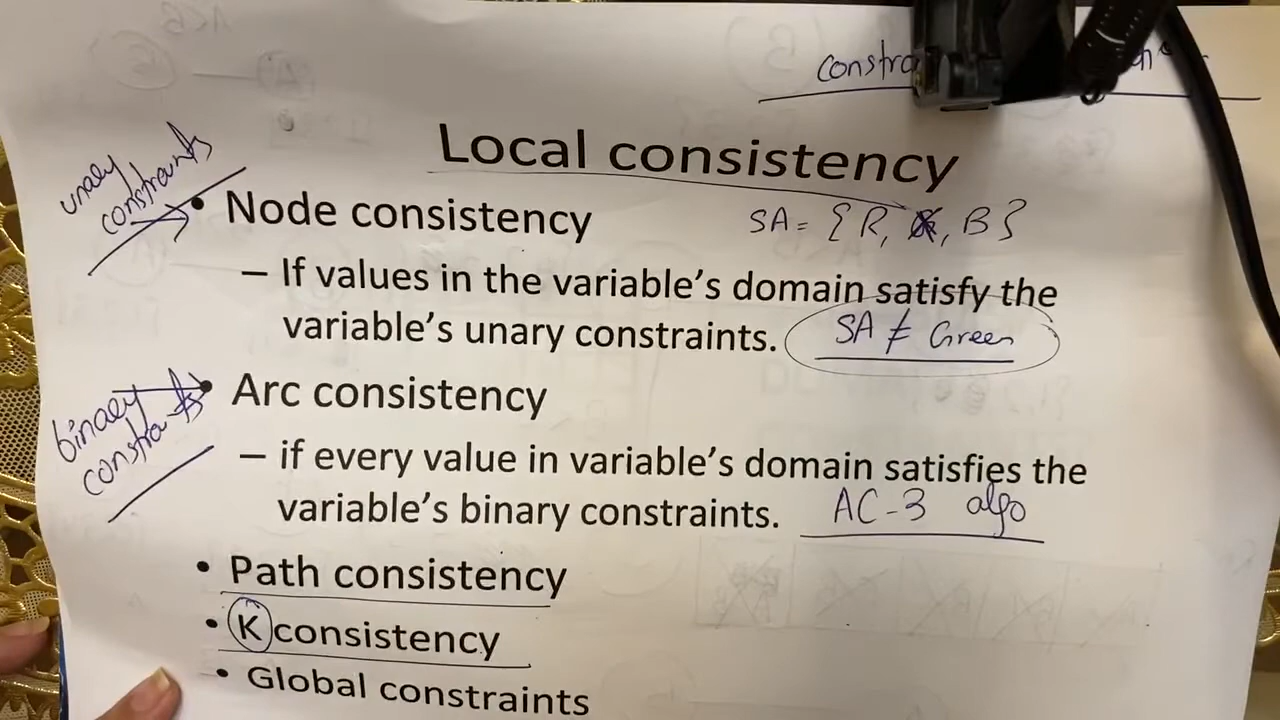 constra
Local consistency
unary
constraints
• Node consistency
SA = {R, G, B}
– If values in the variable's domain satisfy the
variable's unary constraints. SA ≠ Green
binary
constraints
• Arc consistency
– if every value in variable's domain satisfies the
variable's binary constraints. AC-3 algo
• Path consistency
• K consistency
• Global constraints